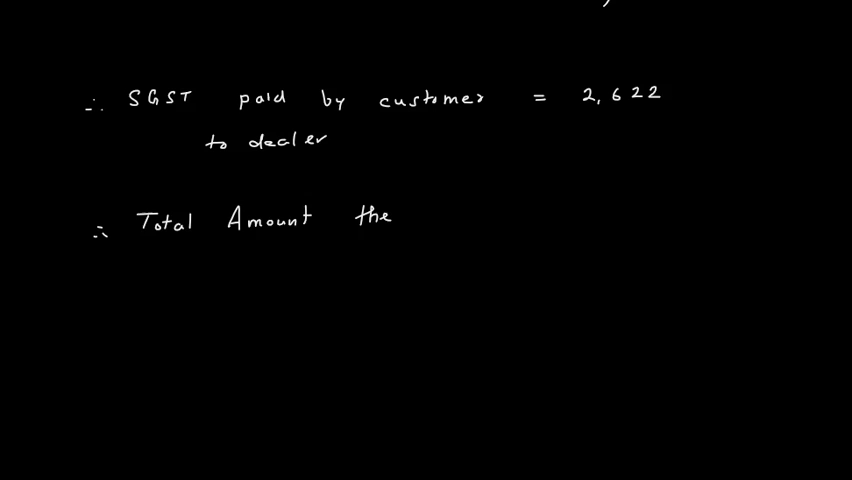 ∴ SGST paid by customer = 2,622
to dealer
∴ Total Amount the